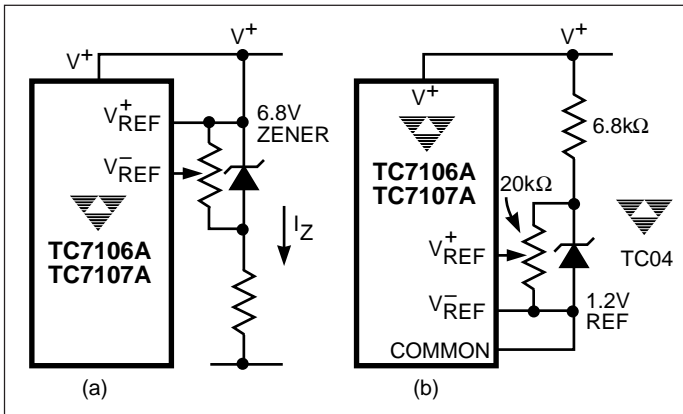 V+
V+
V+REF
V-REF
6.8V
ZENER
TC7106A
TC7107A
IZ
(a)
V+
V+
6.8kΩ
TC7106A
TC7107A
20kΩ
V+REF
TC04
V-REF
1.2V
REF
COMMON
(b)